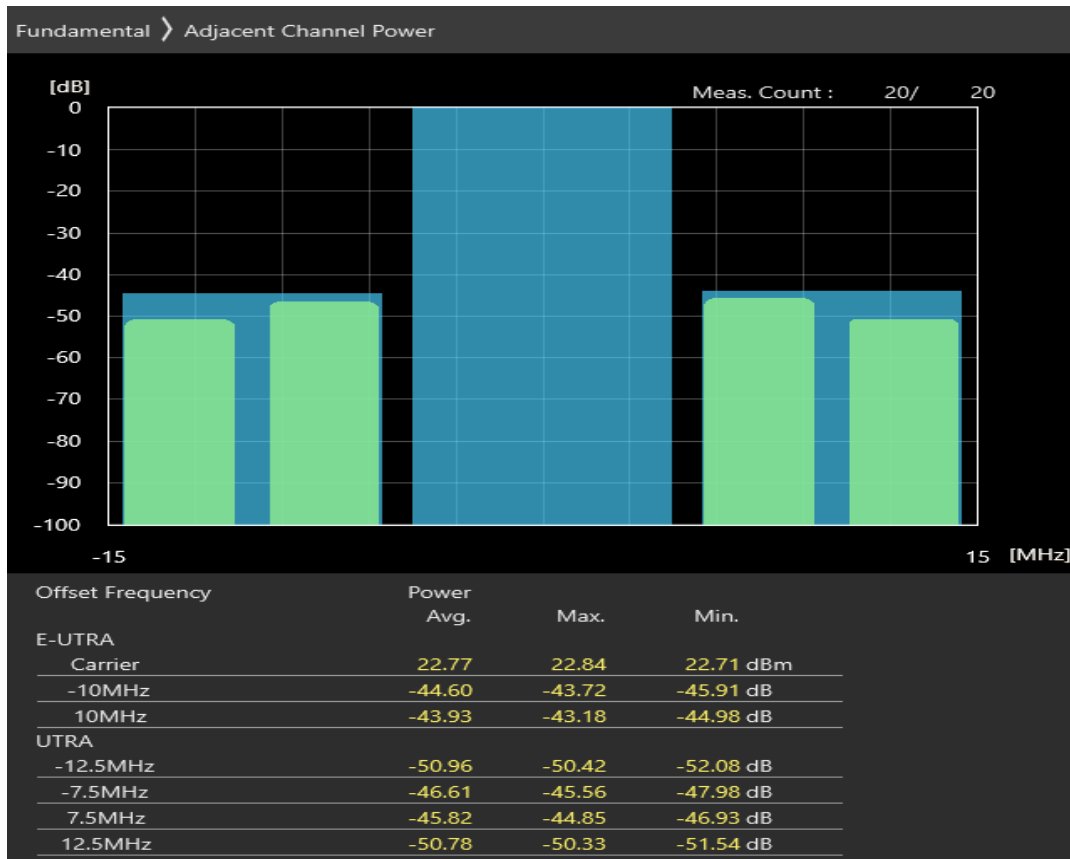 Fundamental ❯ Adjacent Channel Power
[dB]
Meas. Count : 20/ 20
0
-10
-20
-30
-40
-50
-60
-70
-80
-90
-100
-15 15 [MHz]
Offset Frequency Power
Avg. Max. Min.
E-UTRA
Carrier 22.77 22.84 22.71 dBm
-10MHz -44.60 -43.72 -45.91 dB
10MHz -43.93 -43.18 -44.98 dB
UTRA
-12.5MHz -50.96 -50.42 -52.08 dB
-7.5MHz -46.61 -45.56 -47.98 dB
7.5MHz -45.82 -44.85 -46.93 dB
12.5MHz -50.78 -50.33 -51.54 dB